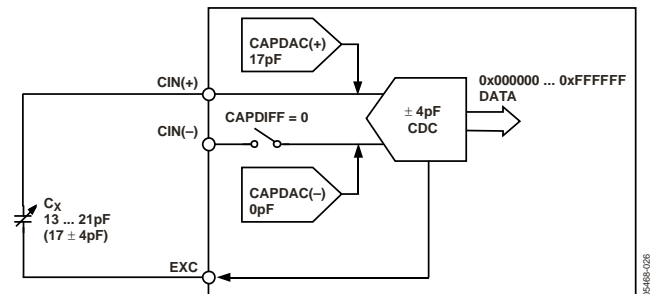 CAPDAC(+)
17pF
0x000000 ... 0xFFFFFF
DATA
CIN(+)
CAPDIFF = 0
CIN(–)
± 4pF
CDC
CAPDAC(–)
0pF
CX
13 ... 21pF
(17 ± 4pF)
EXC
05468-026